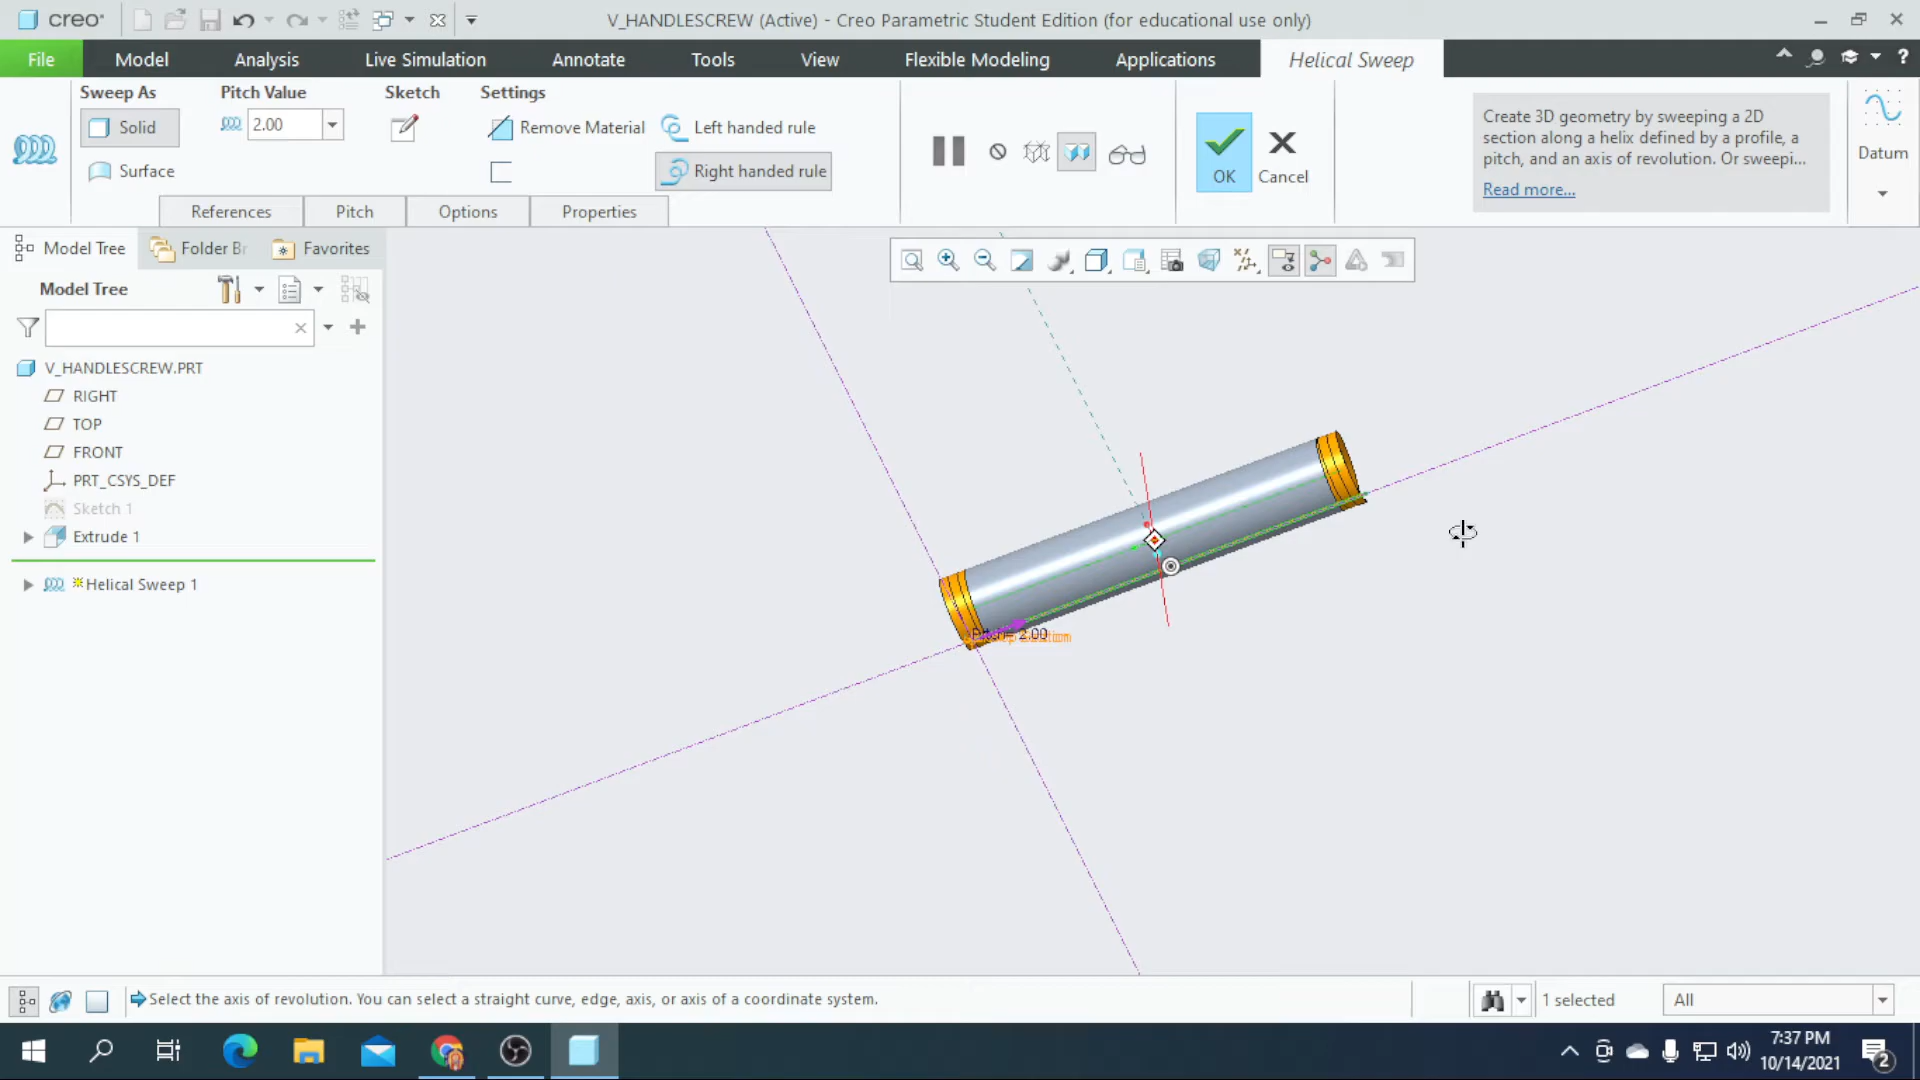 creo
V_HANDLESCREW (Active) - Creo Parametric Student Edition (for educational use only)
File Model Analysis Live Simulation Annotate Tools View Flexible Modeling Applications Helical Sweep
Sweep As Pitch Value Sketch Settings
Solid 2.00 Remove Material Left handed rule
Surface Right handed rule
OK Cancel
References Pitch Options Properties
Create 3D geometry by sweeping a 2D
section along a helix defined by a profile, a
pitch, and an axis of revolution. Or sweepi...
Read more...
Datum
Model Tree Folder Br Favorites
Model Tree
V_HANDLESCREW.PRT
RIGHT
TOP
FRONT
PRT_CSYS_DEF
Sketch 1
Extrude 1
Helical Sweep 1
Pitch= 2.00
Select the axis of revolution. You can select a straight curve, edge, axis, or axis of a coordinate system.
1 selected All
7:37 PM
10/14/2021
2